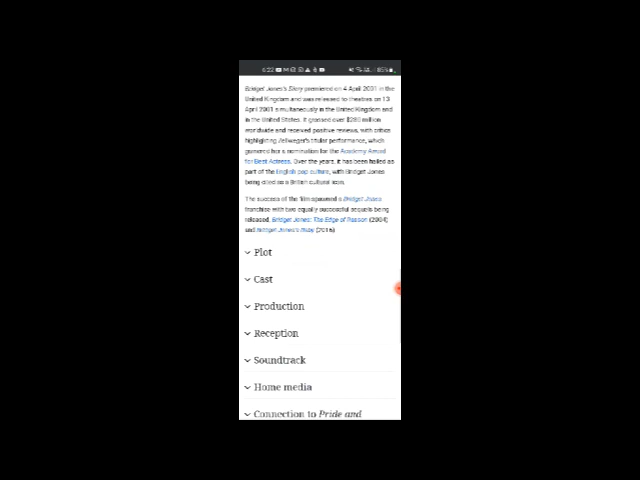 6:22 85%
Bridget Jones's Diary premiered on 4 April 2001 in the
United Kingdom and was released to theatres on 13
April 2001 simultaneously in the United Kingdom and
in the United States. It grossed over $280 million
worldwide and received positive reviews, with critics
highlighting Zellweger's titular performance, which
garnered her a nomination for the Academy Award
for Best Actress. Over the years, it has been hailed as
part of the English pop culture, with Bridget Jones
being cited as a British cultural icon.
The success of the film spawned a Bridget Jones
franchise with two equally successful sequels being
released, Bridget Jones: The Edge of Reason (2004)
and Bridget Jones's Baby (2016)
Plot
Cast
Production
Reception
Soundtrack
Home media
Connection to Pride and